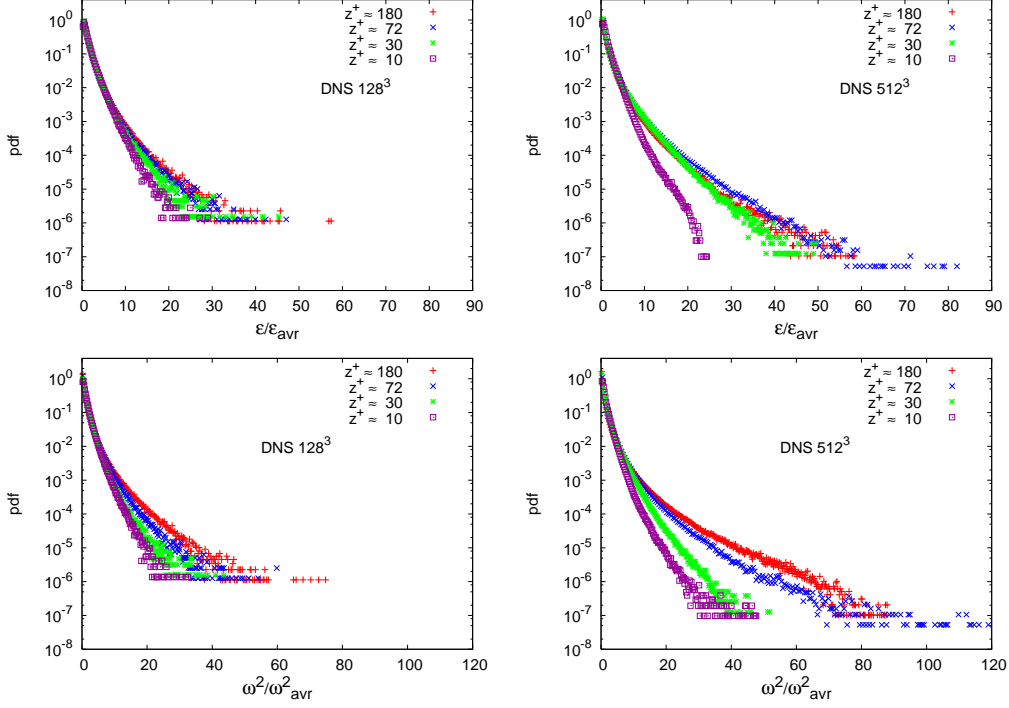 z⁺ ≈ 180
z⁺ ≈ 72
z⁺ ≈ 30
z⁺ ≈ 10
DNS 128³
pdf
10⁰
10⁻¹
10⁻²
10⁻³
10⁻⁴
10⁻⁵
10⁻⁶
10⁻⁷
10⁻⁸
0 10 20 30 40 50 60 70 80 90
ε/ε_avr
z⁺ ≈ 180
z⁺ ≈ 72
z⁺ ≈ 30
z⁺ ≈ 10
DNS 512³
pdf
10⁰
10⁻¹
10⁻²
10⁻³
10⁻⁴
10⁻⁵
10⁻⁶
10⁻⁷
10⁻⁸
0 10 20 30 40 50 60 70 80 90
ε/ε_avr
z⁺ ≈ 180
z⁺ ≈ 72
z⁺ ≈ 30
z⁺ ≈ 10
DNS 128³
pdf
10⁰
10⁻¹
10⁻²
10⁻³
10⁻⁴
10⁻⁵
10⁻⁶
10⁻⁷
10⁻⁸
0 20 40 60 80 100 120
ω²/ω²_avr
z⁺ ≈ 180
z⁺ ≈ 72
z⁺ ≈ 30
z⁺ ≈ 10
DNS 512³
pdf
10⁰
10⁻¹
10⁻²
10⁻³
10⁻⁴
10⁻⁵
10⁻⁶
10⁻⁷
10⁻⁸
0 20 40 60 80 100 120
ω²/ω²_avr